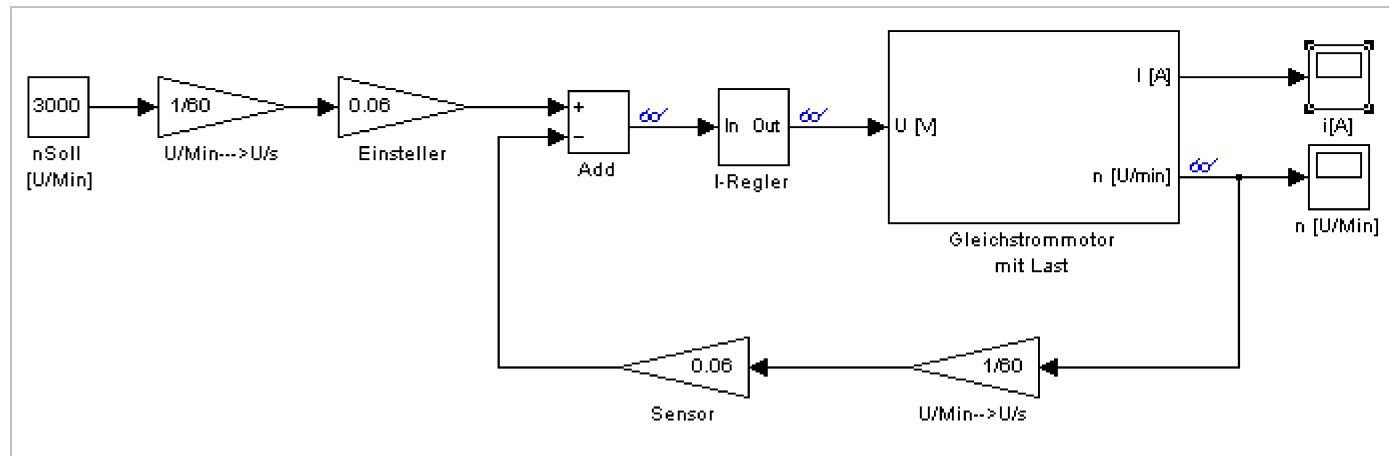 3000
nSoll
[U/Min]
1/60
U/Min--->U/s
0.06
Einsteller
+
−
Add
In Out
I-Regler
U [V]
I [A]
n [U/min]
Gleichstrommotor
mit Last
i[A]
n [U/Min]
0.06
Sensor
1/60
U/Min-->U/s